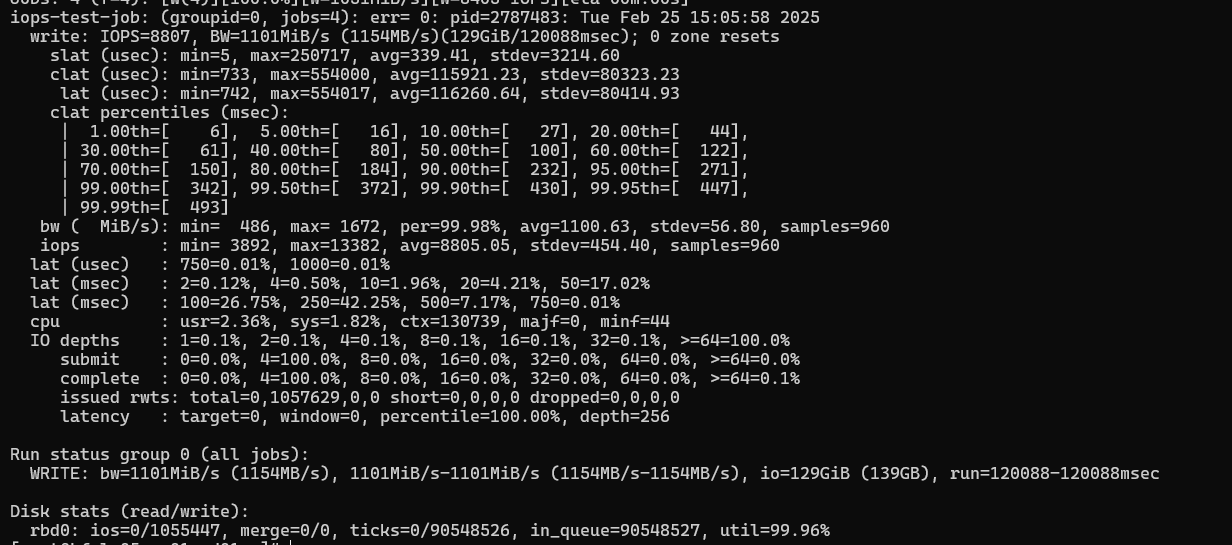 iops-test-job: (groupid=0, jobs=4): err= 0: pid=2787483: Tue Feb 25 15:05:58 2025
write: IOPS=8807, BW=1101MiB/s (1154MB/s)(129GiB/120088msec); 0 zone resets
slat (usec): min=5, max=250717, avg=339.41, stdev=3214.60
clat (usec): min=733, max=554000, avg=115921.23, stdev=80323.23
lat (usec): min=742, max=554017, avg=116260.64, stdev=80414.93
clat percentiles (msec):
| 1.00th=[ 6], 5.00th=[ 16], 10.00th=[ 27], 20.00th=[ 44],
| 30.00th=[ 61], 40.00th=[ 80], 50.00th=[ 100], 60.00th=[ 122],
| 70.00th=[ 150], 80.00th=[ 184], 90.00th=[ 232], 95.00th=[ 271],
| 99.00th=[ 342], 99.50th=[ 372], 99.90th=[ 430], 99.95th=[ 447],
| 99.99th=[ 493]
bw ( MiB/s): min= 486, max= 1672, per=99.98%, avg=1100.63, stdev=56.80, samples=960
iops : min= 3892, max=13382, avg=8805.05, stdev=454.40, samples=960
lat (usec) : 750=0.01%, 1000=0.01%
lat (msec) : 2=0.12%, 4=0.50%, 10=1.96%, 20=4.21%, 50=17.02%
lat (msec) : 100=26.75%, 250=42.25%, 500=7.17%, 750=0.01%
cpu : usr=2.36%, sys=1.82%, ctx=130739, majf=0, minf=44
IO depths : 1=0.1%, 2=0.1%, 4=0.1%, 8=0.1%, 16=0.1%, 32=0.1%, >=64=100.0%
submit : 0=0.0%, 4=100.0%, 8=0.0%, 16=0.0%, 32=0.0%, 64=0.0%, >=64=0.0%
complete : 0=0.0%, 4=100.0%, 8=0.0%, 16=0.0%, 32=0.0%, 64=0.0%, >=64=0.1%
issued rwts: total=0,1057629,0,0 short=0,0,0,0 dropped=0,0,0,0
latency : target=0, window=0, percentile=100.00%, depth=256
Run status group 0 (all jobs):
WRITE: bw=1101MiB/s (1154MB/s), 1101MiB/s-1101MiB/s (1154MB/s-1154MB/s), io=129GiB (139GB), run=120088-120088msec
Disk stats (read/write):
rbd0: ios=0/1055447, merge=0/0, ticks=0/90548526, in_queue=90548527, util=99.96%